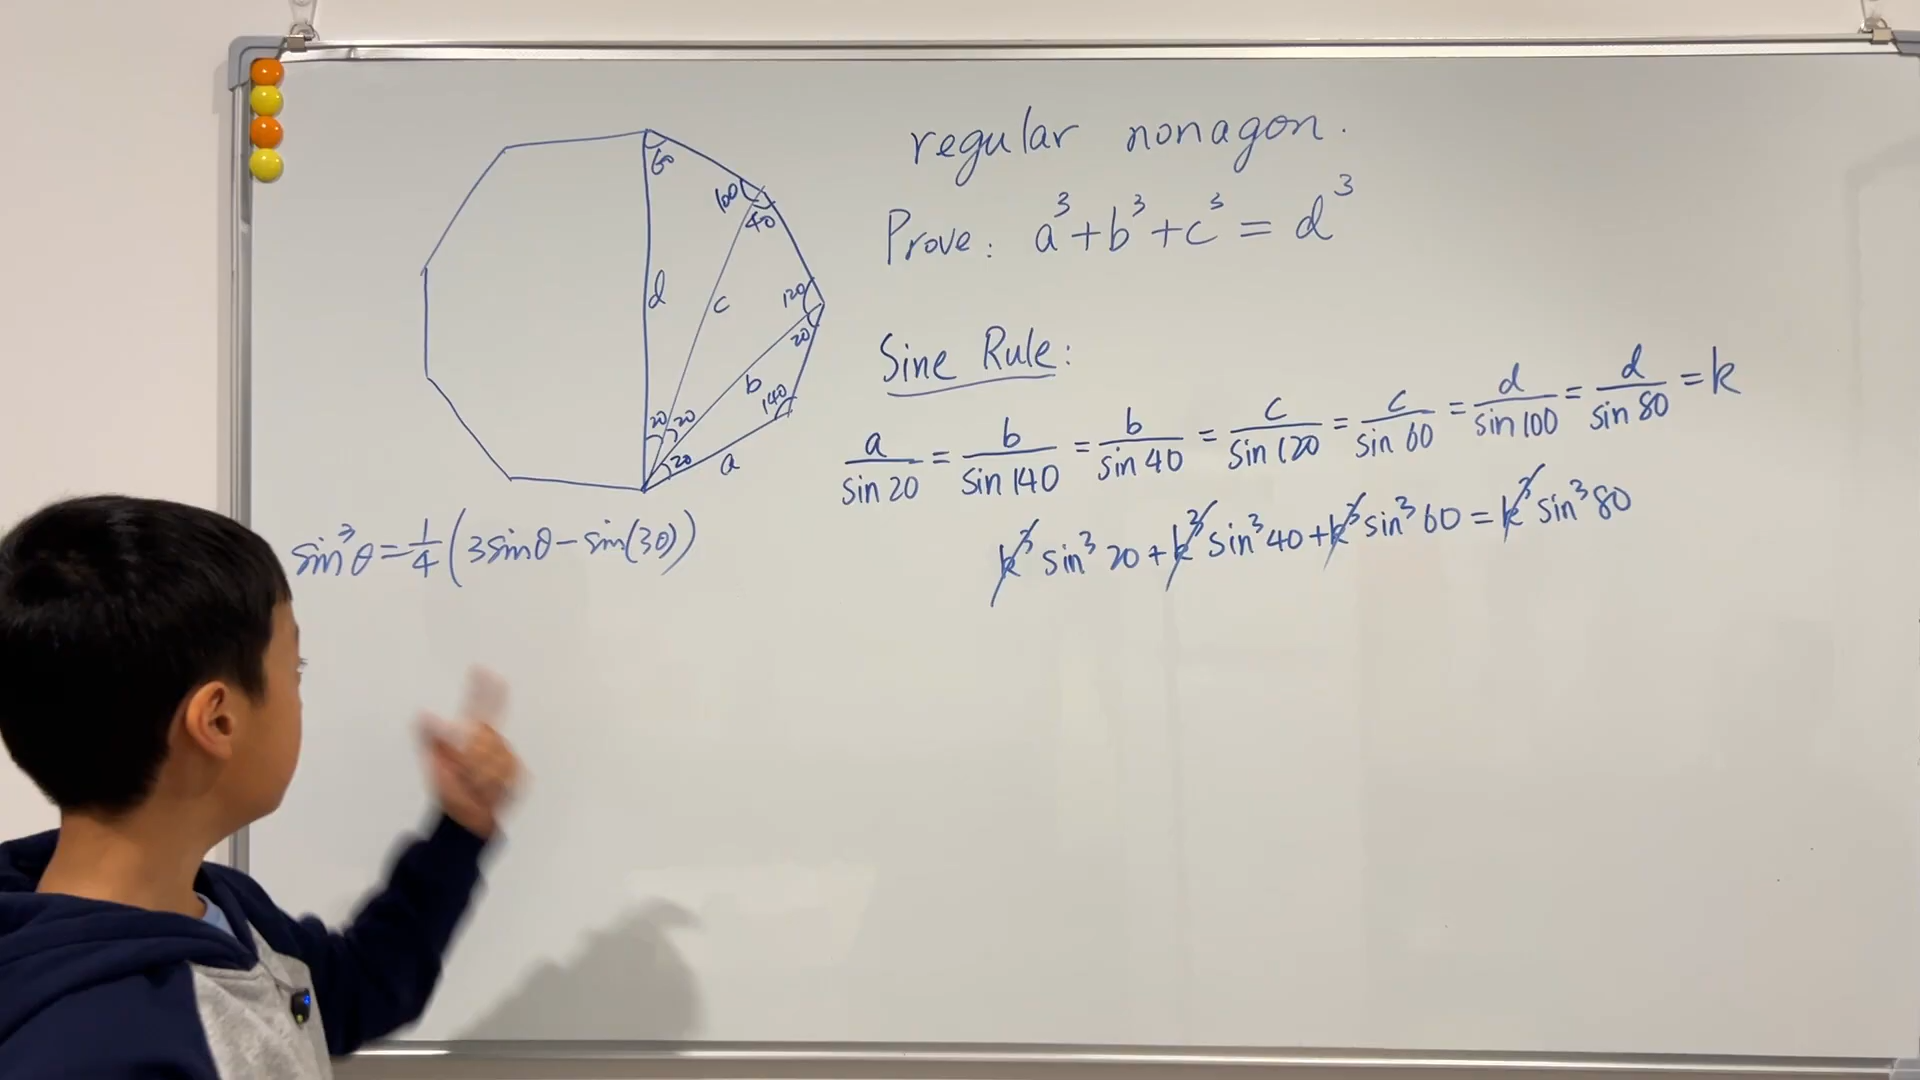 regular nonagon.
Prove: a³+b³+c³ = d³
60
100
40
d
c
120
20
b
140
20 20
20
a
Sine Rule:
a/sin 20 = b/sin 140 = b/sin 40 = c/sin 120 = c/sin 60 = d/sin 100 = d/sin 80 = k
k³ sin³ 20 + k³ sin³ 40 + k³ sin³ 60 = k³ sin³ 80
sin³θ = 1/4 (3sinθ − sin(3θ))